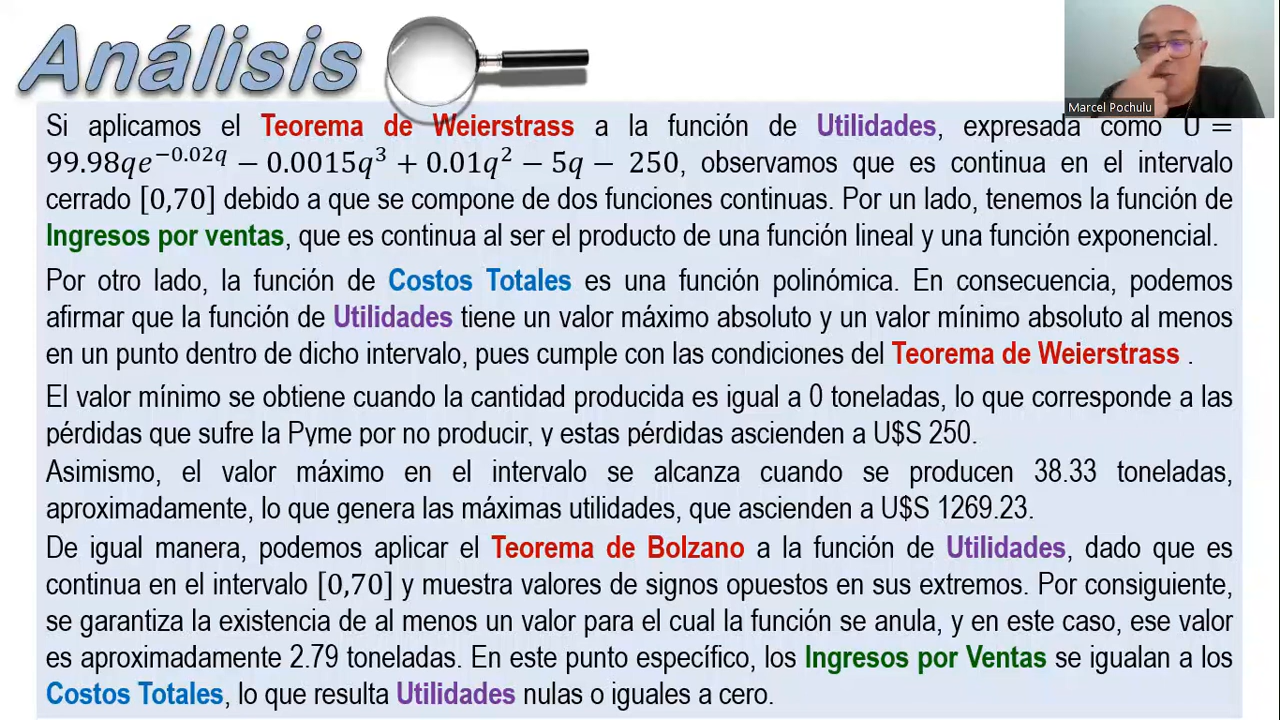 Análisis
Marcel Pochulu
Si aplicamos el Teorema de Weierstrass a la función de Utilidades, expresada como U =
99.98qe^{-0.02q} − 0.0015q³ + 0.01q² − 5q − 250, observamos que es continua en el intervalo
cerrado [0,70] debido a que se compone de dos funciones continuas. Por un lado, tenemos la función de
Ingresos por ventas, que es continua al ser el producto de una función lineal y una función exponencial.
Por otro lado, la función de Costos Totales es una función polinómica. En consecuencia, podemos
afirmar que la función de Utilidades tiene un valor máximo absoluto y un valor mínimo absoluto al menos
en un punto dentro de dicho intervalo, pues cumple con las condiciones del Teorema de Weierstrass .
El valor mínimo se obtiene cuando la cantidad producida es igual a 0 toneladas, lo que corresponde a las
pérdidas que sufre la Pyme por no producir, y estas pérdidas ascienden a U$S 250.
Asimismo, el valor máximo en el intervalo se alcanza cuando se producen 38.33 toneladas,
aproximadamente, lo que genera las máximas utilidades, que ascienden a U$S 1269.23.
De igual manera, podemos aplicar el Teorema de Bolzano a la función de Utilidades, dado que es
continua en el intervalo [0,70] y muestra valores de signos opuestos en sus extremos. Por consiguiente,
se garantiza la existencia de al menos un valor para el cual la función se anula, y en este caso, ese valor
es aproximadamente 2.79 toneladas. En este punto específico, los Ingresos por Ventas se igualan a los
Costos Totales, lo que resulta Utilidades nulas o iguales a cero.